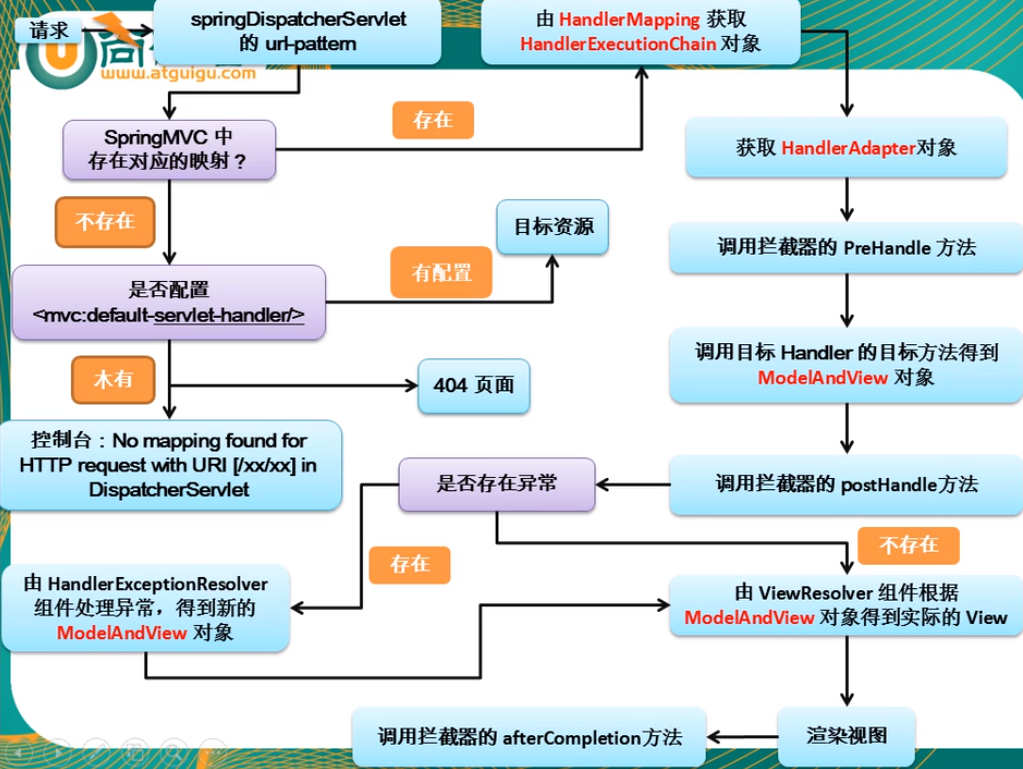 请求
springDispatcherServlet
的 url-pattern
由 HandlerMapping 获取
HandlerExecutionChain 对象
www.atguigu.com
SpringMVC 中
存在对应的映射？
存在
获取 HandlerAdapter对象
不存在
目标资源
调用拦截器的 PreHandle 方法
有配置
是否配置
<mvc:default-servlet-handler/>
调用目标 Handler 的目标方法得到
ModelAndView 对象
木有
404 页面
控制台：No mapping found for
HTTP request with URI [/xx/xx] in
DispatcherServlet
是否存在异常
调用拦截器的 postHandle方法
存在
不存在
由 HandlerExceptionResolver
组件处理异常，得到新的
ModelAndView 对象
由 ViewResolver 组件根据
ModelAndView 对象得到实际的 View
调用拦截器的 afterCompletion方法
渲染视图